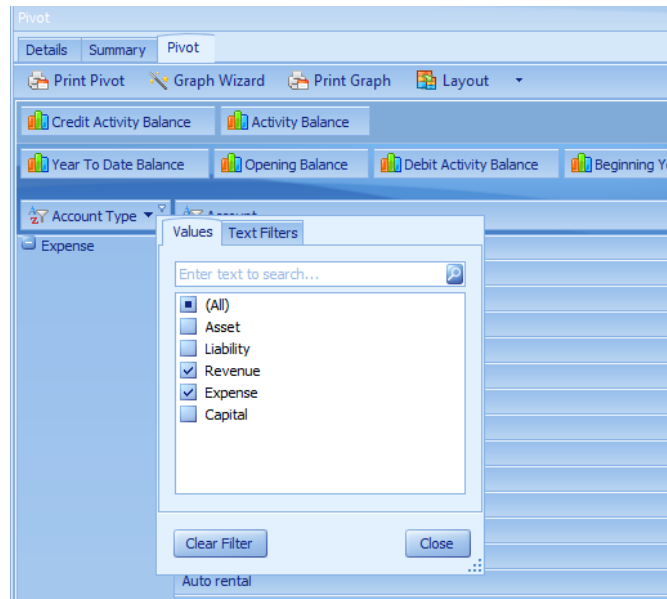 Pivot
Details Summary Pivot
Print Pivot Graph Wizard Print Graph Layout
Credit Activity Balance Activity Balance
Year To Date Balance Opening Balance Debit Activity Balance Beginning Y
Account Type Account
Expense
Values Text Filters
Enter text to search...
(All)
Asset
Liability
Revenue
Expense
Capital
Clear Filter Close
Auto rental